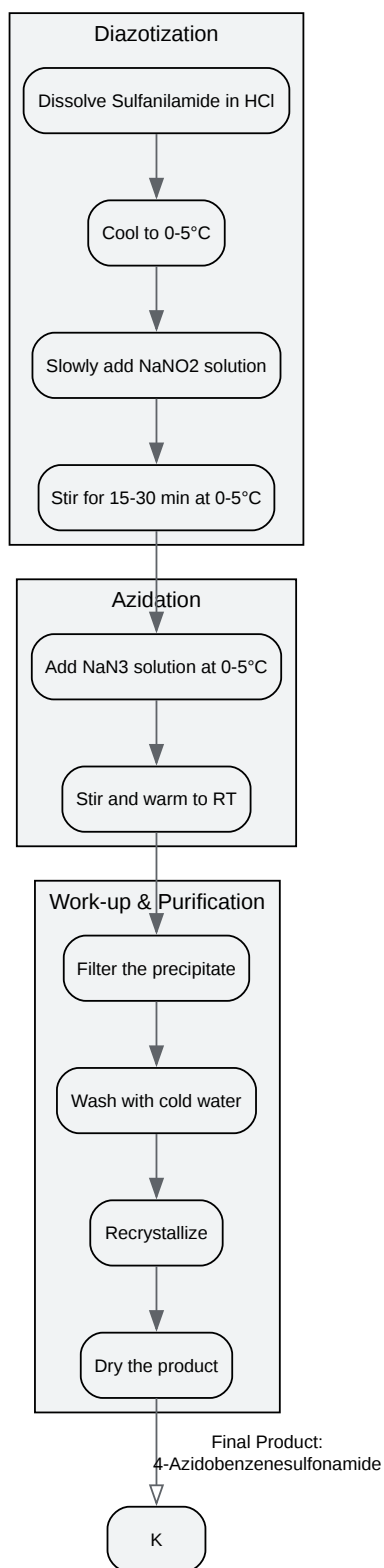 Diazotization
Dissolve Sulfanilamide in HCl
Cool to 0-5°C
Slowly add NaNO2 solution
Stir for 15-30 min at 0-5°C
Azidation
Add NaN3 solution at 0-5°C
Stir and warm to RT
Work-up & Purification
Filter the precipitate
Wash with cold water
Recrystallize
Dry the product
Final Product:
4-Azidobenzenesulfonamide
K